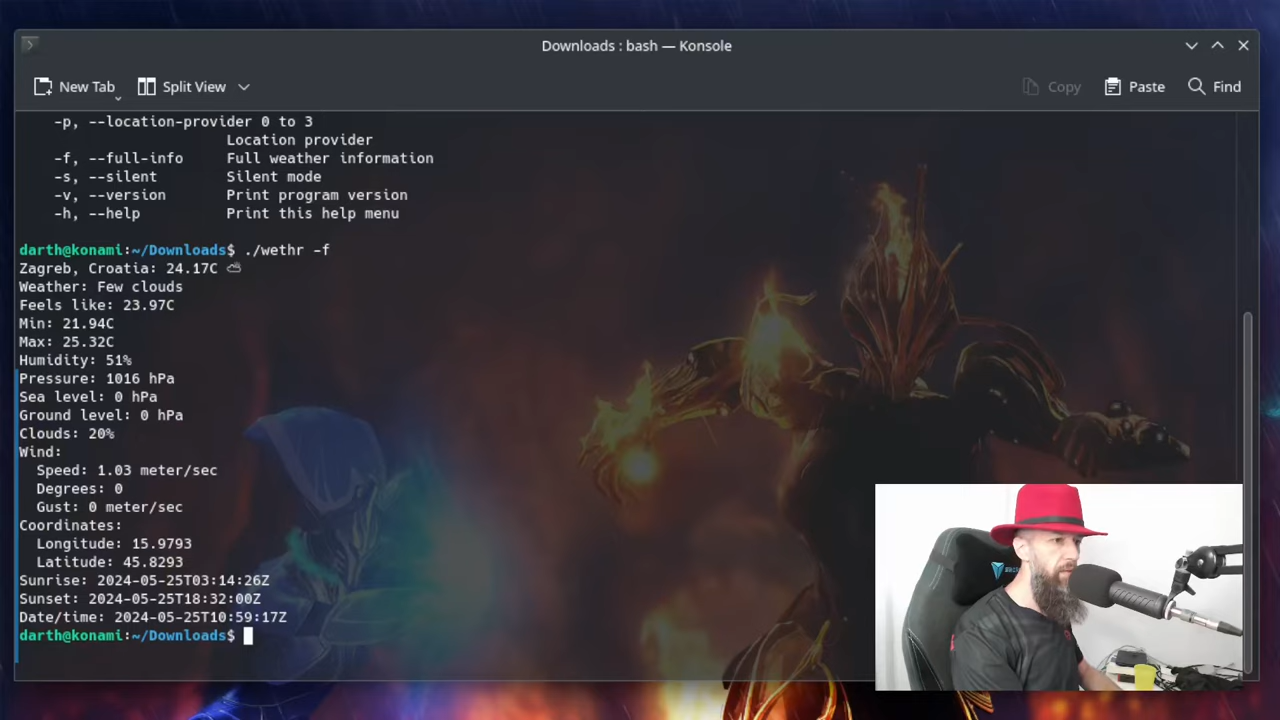 Downloads : bash — Konsole
New Tab Split View Copy Paste Find
-p, --location-provider 0 to 3
Location provider
-f, --full-info Full weather information
-s, --silent Silent mode
-v, --version Print program version
-h, --help Print this help menu
darth@konami:~/Downloads$ ./wethr -f
Zagreb, Croatia: 24.17C ⛅
Weather: Few clouds
Feels like: 23.97C
Min: 21.94C
Max: 25.32C
Humidity: 51%
Pressure: 1016 hPa
Sea level: 0 hPa
Ground level: 0 hPa
Clouds: 20%
Wind:
Speed: 1.03 meter/sec
Degrees: 0
Gust: 0 meter/sec
Coordinates:
Longitude: 15.9793
Latitude: 45.8293
Sunrise: 2024-05-25T03:14:26Z
Sunset: 2024-05-25T18:32:00Z
Date/time: 2024-05-25T10:59:17Z
darth@konami:~/Downloads$